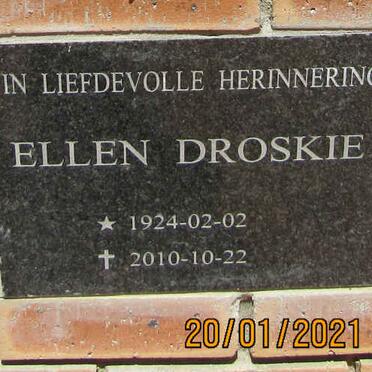 IN LIEFDEVOLLE HERINNERING
ELLEN DROSKIE
★ 1924-02-02
✝ 2010-10-22
20/01/2021